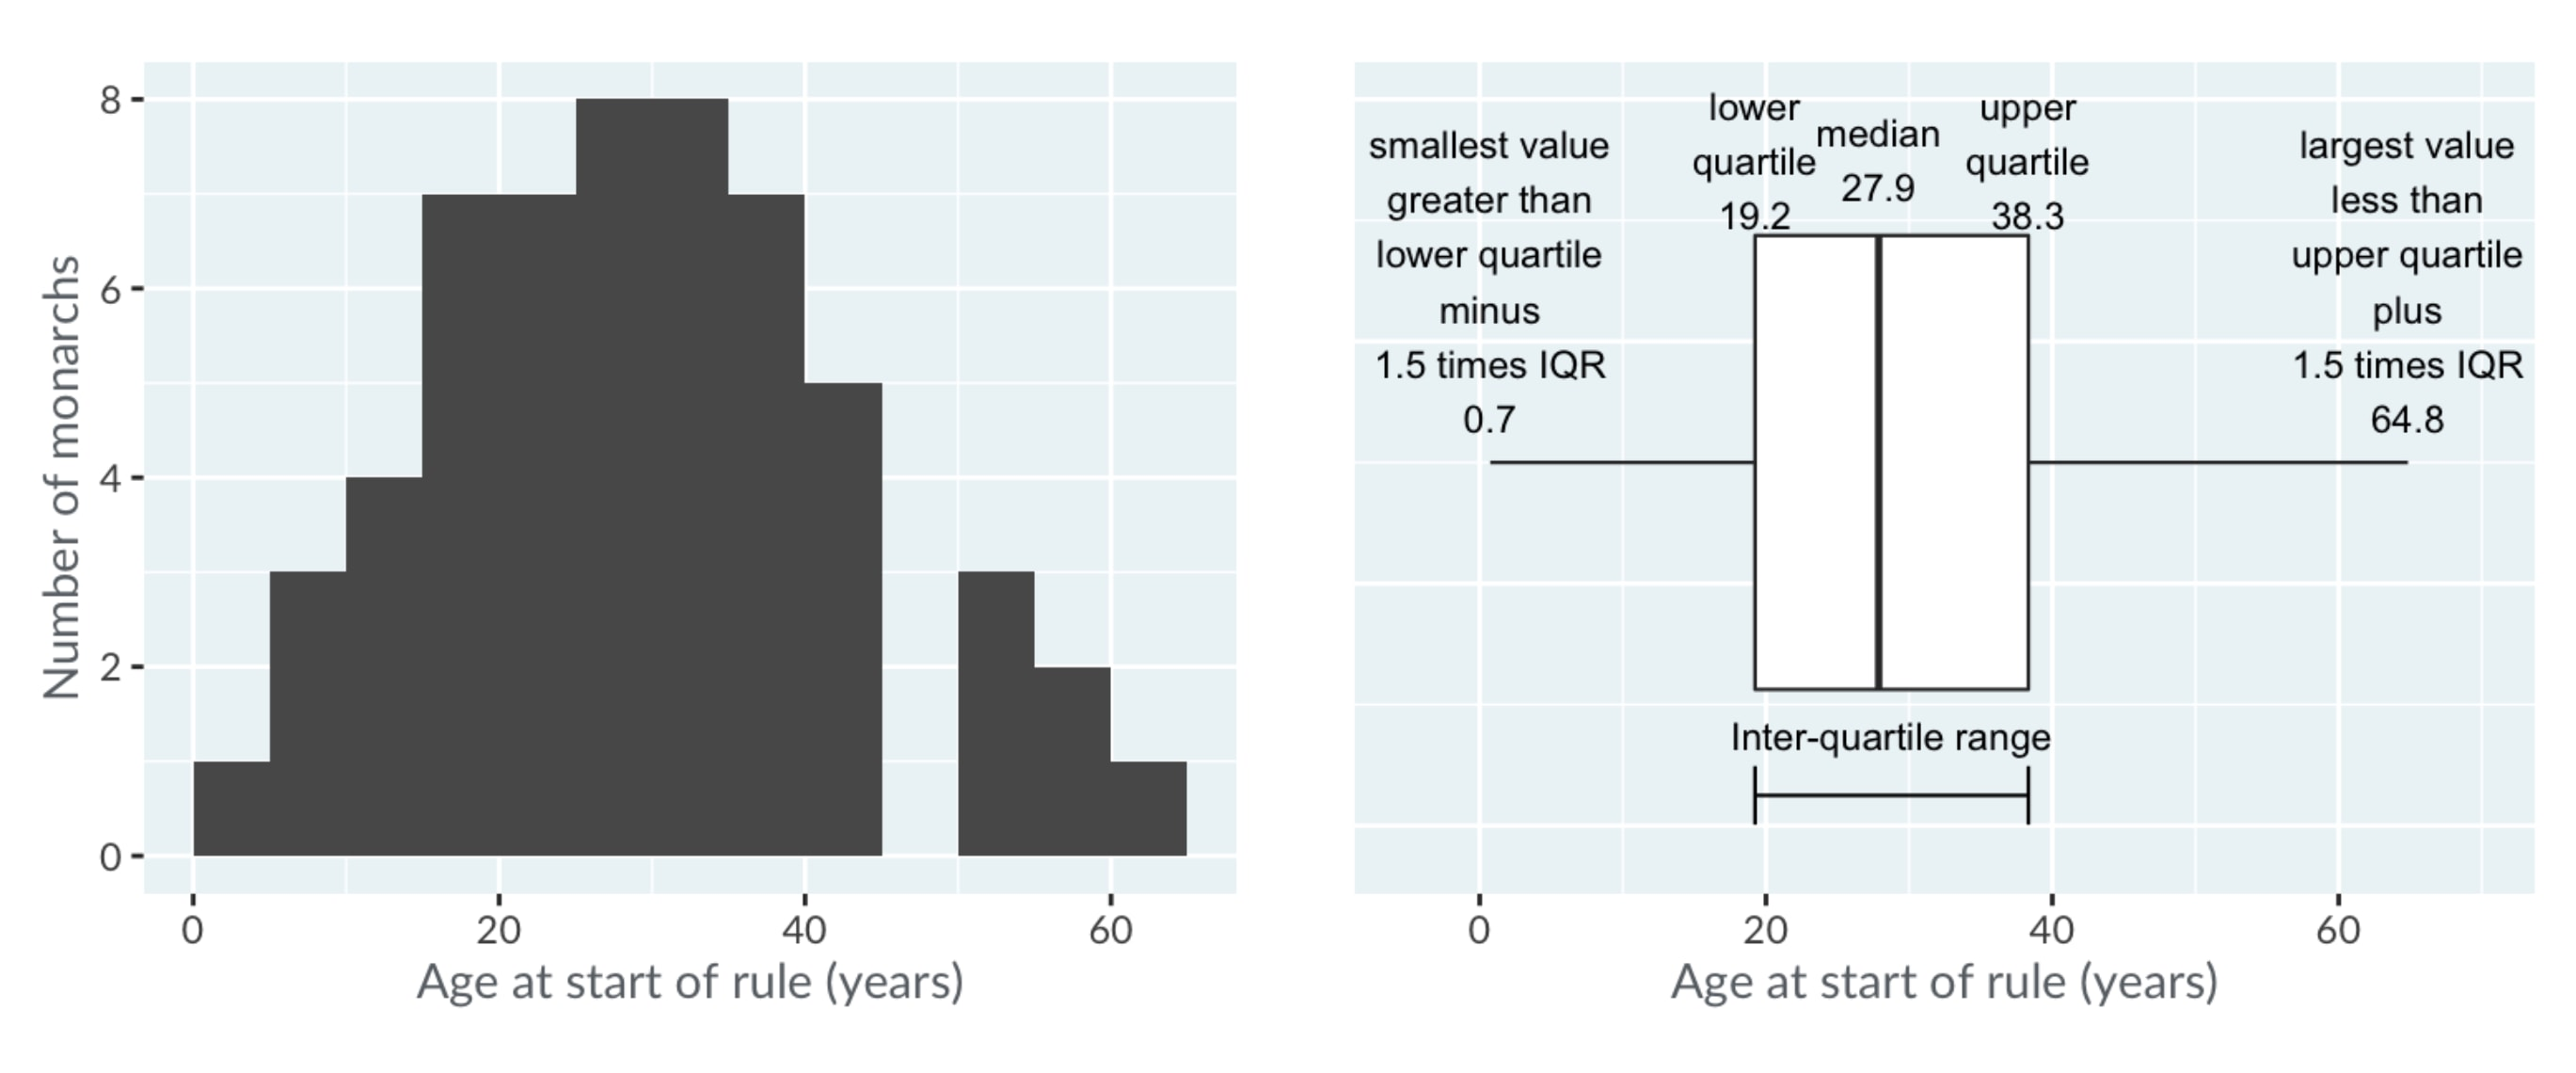 Number of monarchs
8
6
4
2
0
0 20 40 60
Age at start of rule (years)
smallest value
greater than
lower quartile
minus
1.5 times IQR
0.7
lower
quartile
19.2
median
27.9
upper
quartile
38.3
largest value
less than
upper quartile
plus
1.5 times IQR
64.8
Inter-quartile range
0 20 40 60
Age at start of rule (years)